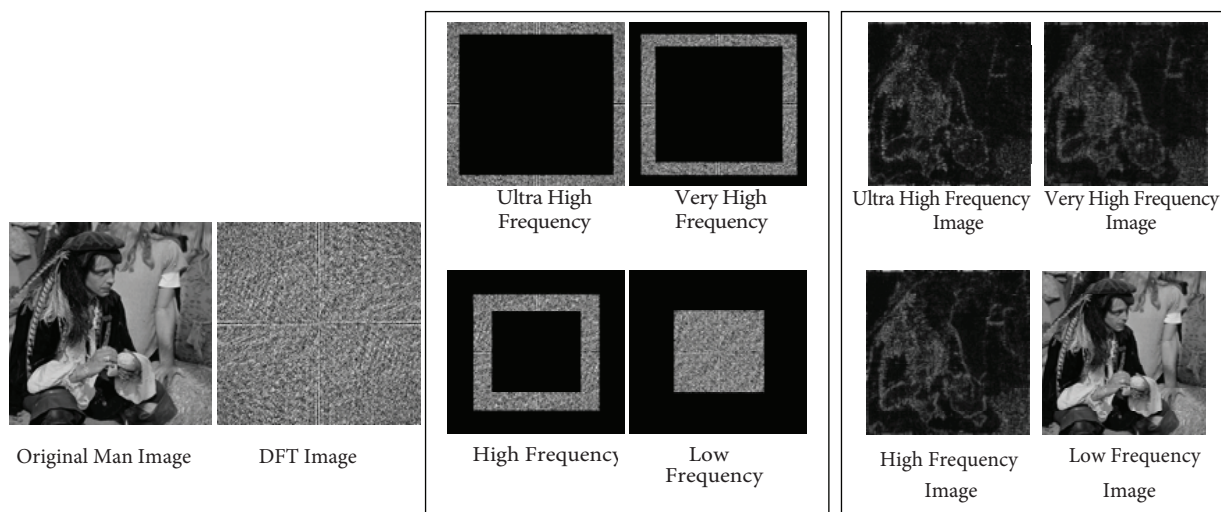 Ultra High
Frequency
Very High
Frequency
Ultra High Frequency
Image
Very High Frequency
Image
Original Man Image
DFT Image
High Frequency
Low
Frequency
High Frequency
Image
Low Frequency
Image